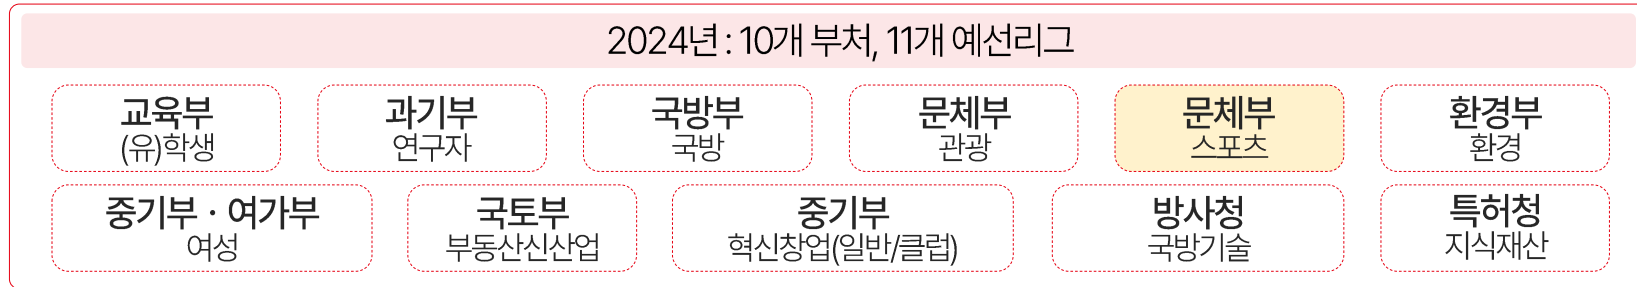 2024년 : 10개 부처, 11개 예선리그
교육부
(유)학생
과기부
연구자
국방부
국방
문체부
관광
문체부
스포츠
환경부
환경
중기부 · 여가부
여성
국토부
부동산신산업
중기부
혁신창업(일반/클럽)
방사청
국방기술
특허청
지식재산